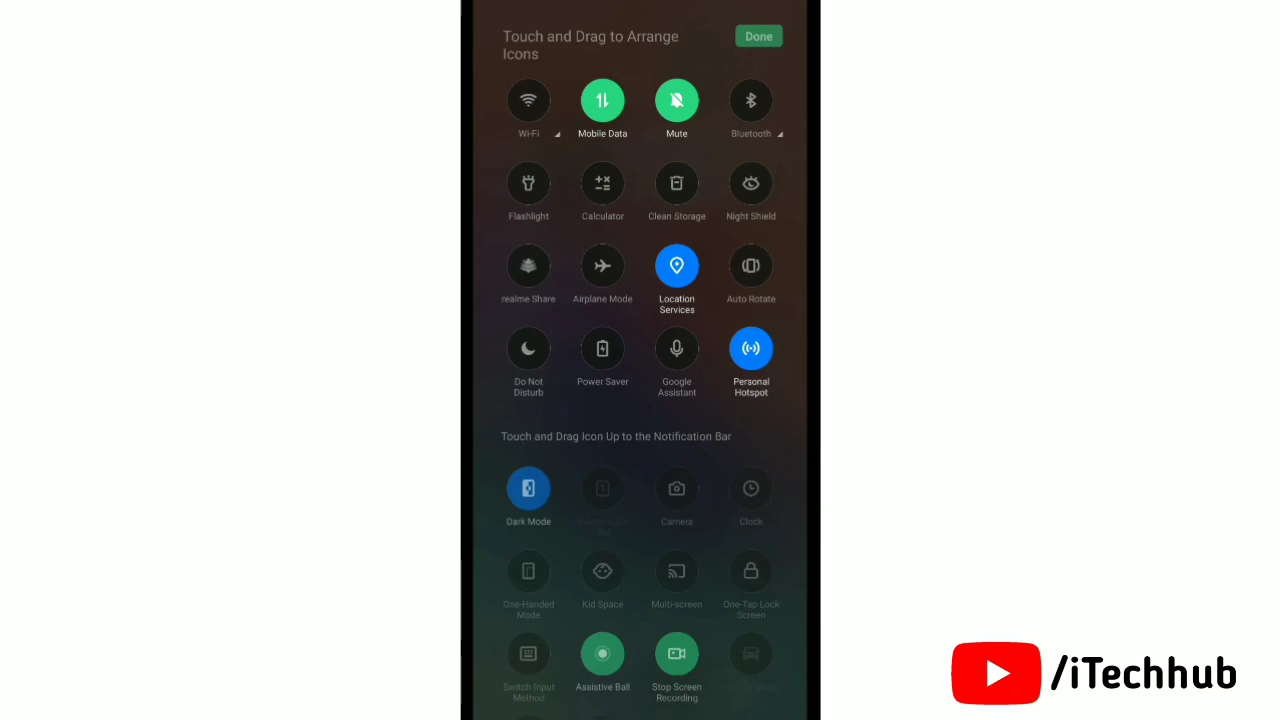 Touch and Drag to Arrange
Icons
Done
Wi-Fi
Mobile Data
Mute
Bluetooth
Flashlight
Calculator
Clean Storage
Night Shield
realme Share
Airplane Mode
Location
Services
Auto Rotate
Do Not
Disturb
Power Saver
Google
Assistant
Personal
Hotspot
Touch and Drag Icon Up to the Notification Bar
Dark Mode
Camera
Clock
One-Handed
Mode
Kid Space
Multi-screen
One-Tap Lock
Screen
Switch Input
Method
Assistive Ball
Stop Screen
Recording
/iTechhub